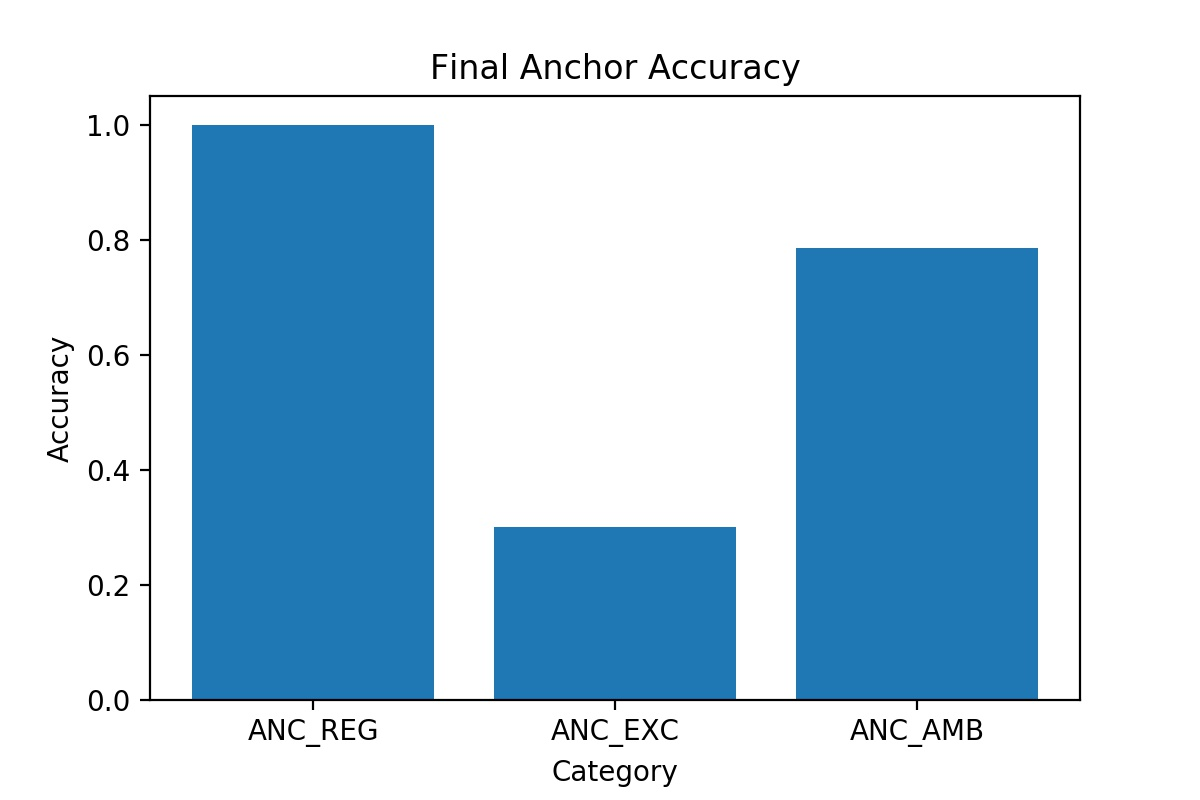 Final Anchor Accuracy
1.0
0.8
0.6
0.4
0.2
0.0
Accuracy
ANC_REG ANC_EXC ANC_AMB
Category